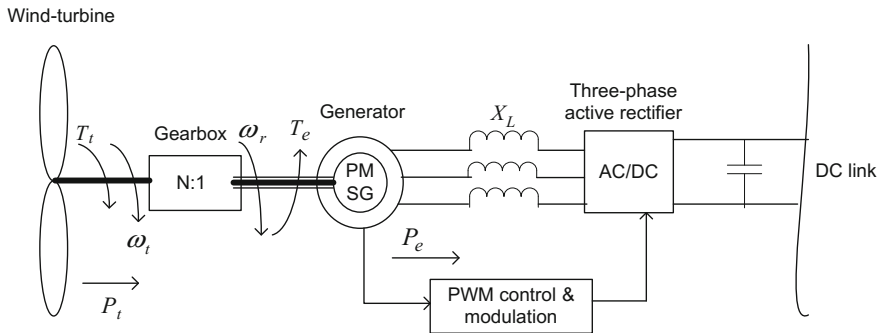 Wind-turbine
T_t
ω_t
P_t
Gearbox
N:1
ω_r
T_e
Generator
PM
SG
P_e
X_L
Three-phase
active rectifier
AC/DC
DC link
PWM control &
modulation